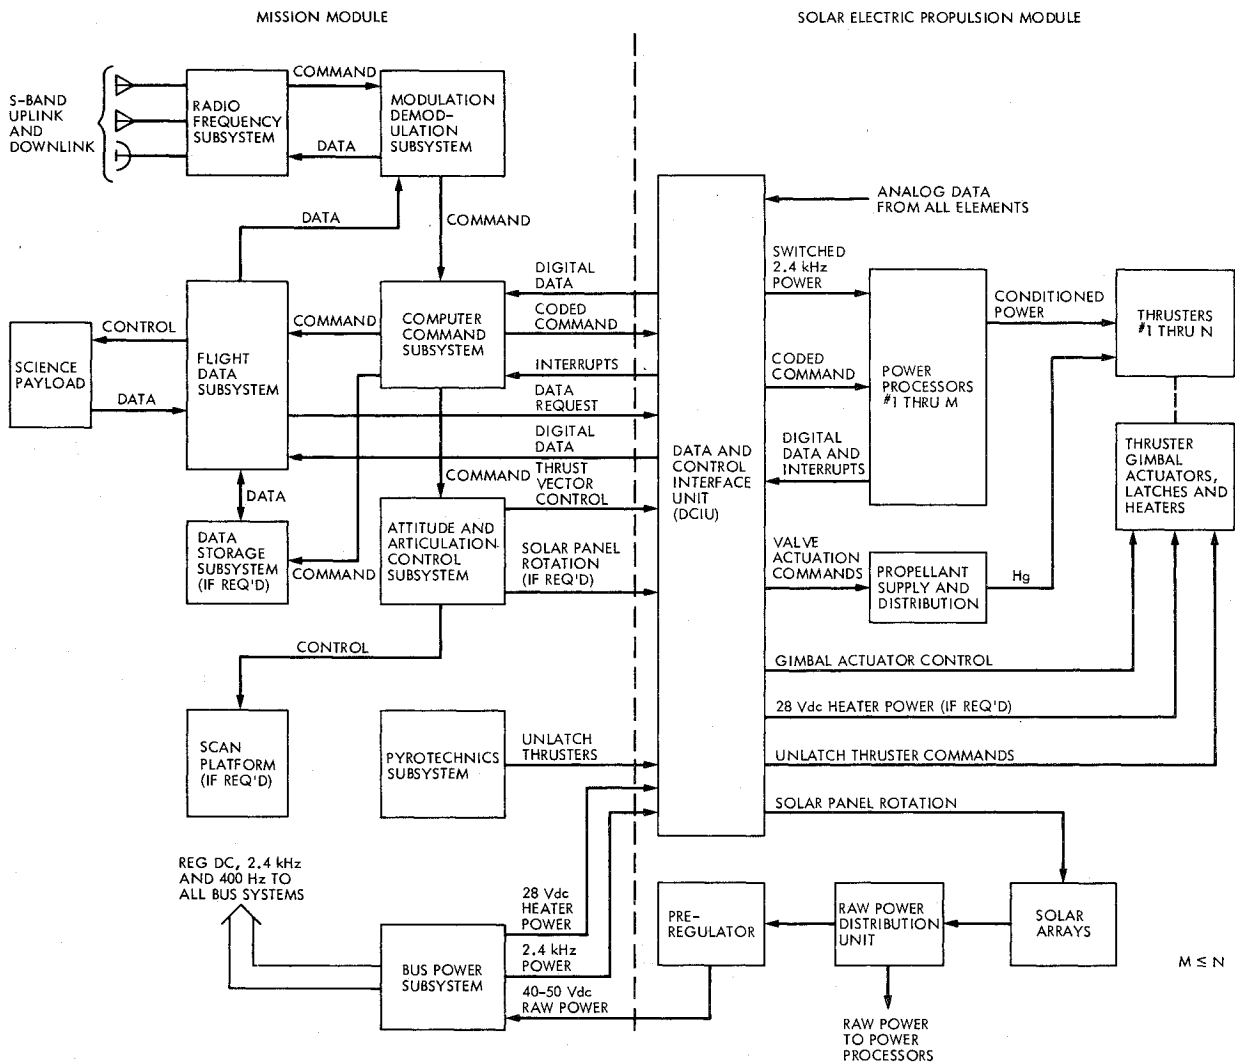 MISSION MODULE
SOLAR ELECTRIC PROPULSION MODULE
S-BAND
UPLINK
AND
DOWNLINK
RADIO
FREQUENCY
SUBSYSTEM
COMMAND
DATA
MODULATION
DEMOD-
ULATION
SUBSYSTEM
DATA
COMMAND
ANALOG DATA
FROM ALL ELEMENTS
SCIENCE
PAYLOAD
CONTROL
DATA
FLIGHT
DATA
SUBSYSTEM
COMMAND
COMPUTER
COMMAND
SUBSYSTEM
DIGITAL
DATA
CODED
COMMAND
INTERRUPTS
DATA
REQUEST
DIGITAL
DATA
DATA AND
CONTROL
INTERFACE
UNIT
(DCIU)
SWITCHED
2.4 kHz
POWER
CODED
COMMAND
DIGITAL
DATA AND
INTERRUPTS
POWER
PROCESSORS
#1 THRU M
CONDITIONED
POWER
THRUSTERS
#1 THRU N
THRUSTER
GIMBAL
ACTUATORS,
LATCHES AND
HEATERS
DATA
DATA
STORAGE
SUBSYSTEM
(IF REQ'D)
COMMAND
COMMAND
ATTITUDE AND
ARTICULATION
CONTROL
SUBSYSTEM
THRUST
VECTOR
CONTROL
SOLAR PANEL
ROTATION
(IF REQ'D)
VALVE
ACTUATION
COMMANDS
PROPELLANT
SUPPLY AND
DISTRIBUTION
Hg
CONTROL
SCAN
PLATFORM
(IF REQ'D)
PYROTECHNICS
SUBSYSTEM
UNLATCH
THRUSTERS
GIMBAL ACTUATOR CONTROL
28 Vdc HEATER POWER (IF REQ'D)
UNLATCH THRUSTER COMMANDS
SOLAR PANEL ROTATION
REG DC, 2.4 kHz
AND 400 Hz TO
ALL BUS SYSTEMS
BUS POWER
SUBSYSTEM
28 Vdc
HEATER
POWER
2.4 kHz
POWER
40-50 Vdc
RAW POWER
PRE-
REGULATOR
RAW POWER
DISTRIBUTION
UNIT
SOLAR
ARRAYS
M ≤ N
RAW POWER
TO POWER
PROCESSORS